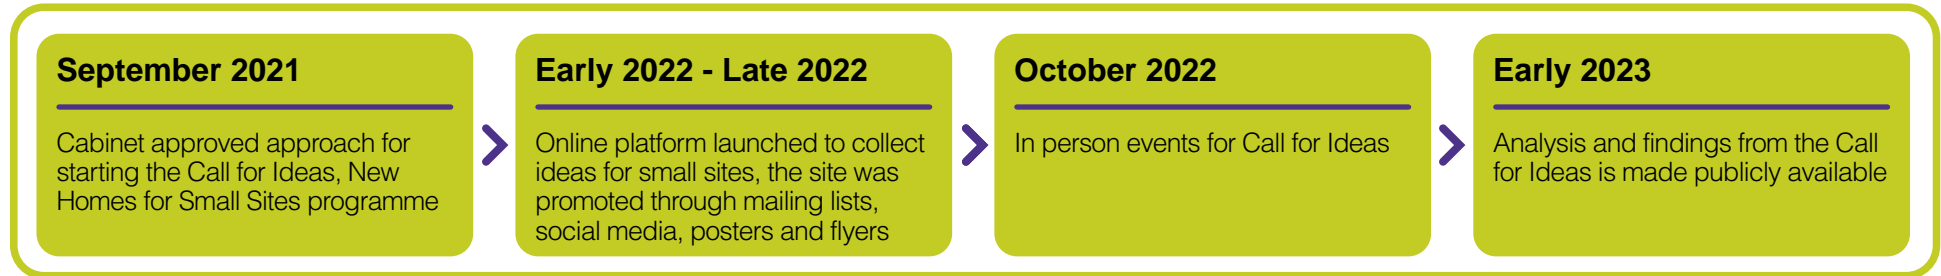 September 2021
Cabinet approved approach for
starting the Call for Ideas, New
Homes for Small Sites programme
Early 2022 - Late 2022
Online platform launched to collect
ideas for small sites, the site was
promoted through mailing lists,
social media, posters and flyers
October 2022
In person events for Call for Ideas
Early 2023
Analysis and findings from the Call
for Ideas is made publicly available